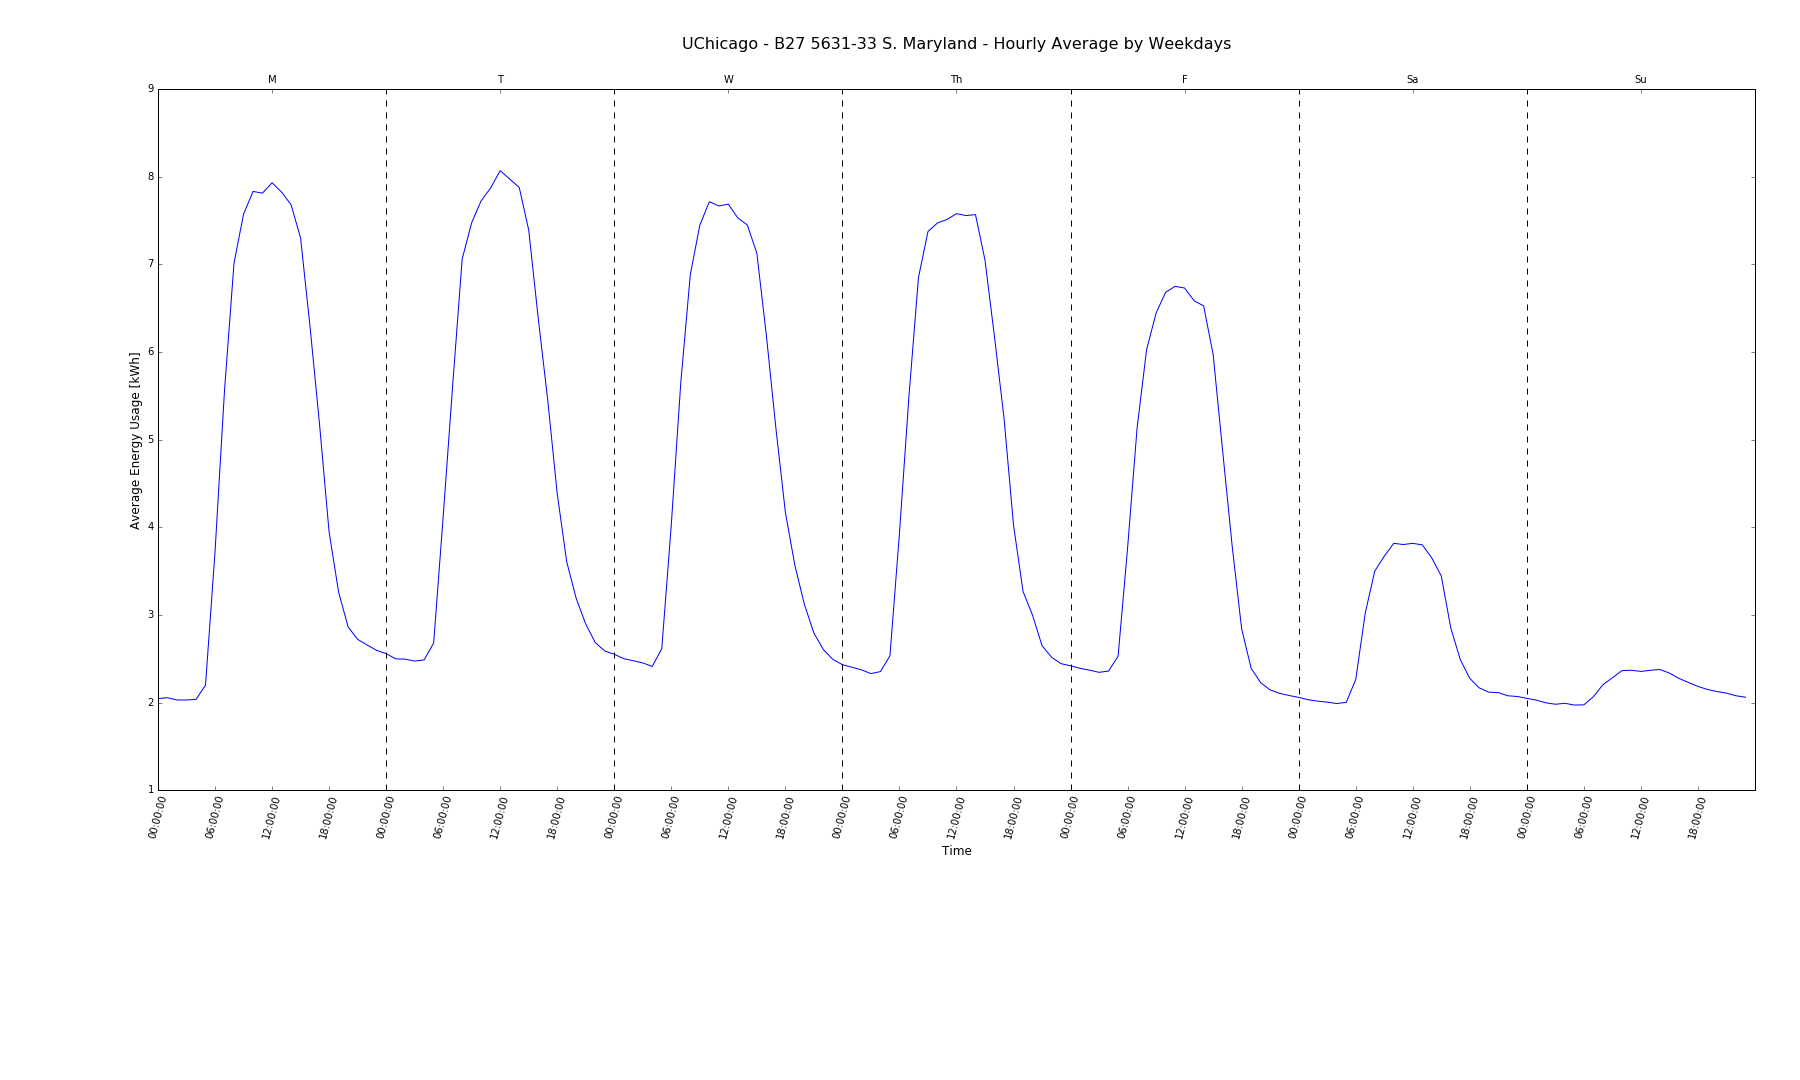 UChicago - B27 5631-33 S. Maryland - Hourly Average by Weekdays
M T W Th F Sa Su
9
8
7
6
5
4
3
2
1
Average Energy Usage [kWh]
00:00:00 06:00:00 12:00:00 18:00:00 00:00:00 06:00:00 12:00:00 18:00:00 00:00:00 06:00:00 12:00:00 18:00:00 00:00:00 06:00:00 12:00:00 18:00:00 00:00:00 06:00:00 12:00:00 18:00:00 00:00:00 06:00:00 12:00:00 18:00:00 00:00:00 06:00:00 12:00:00 18:00:00
Time